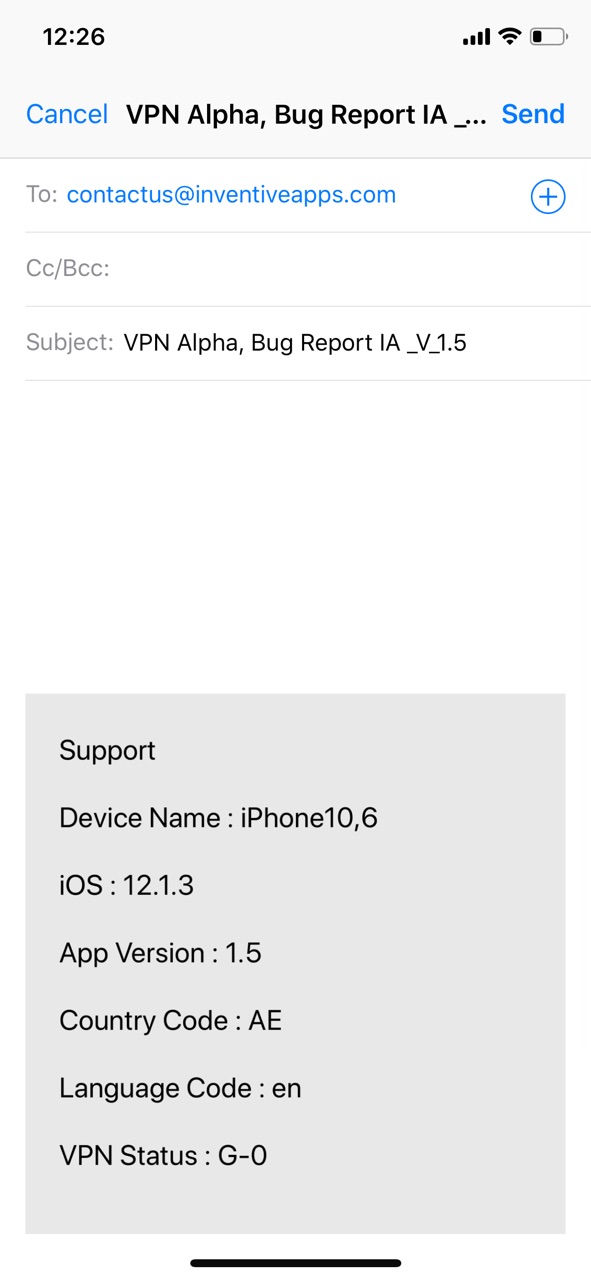 12:26
Cancel VPN Alpha, Bug Report IA _... Send
To: contactus@inventiveapps.com
Cc/Bcc:
Subject: VPN Alpha, Bug Report IA _V_1.5
Support
Device Name : iPhone10,6
iOS : 12.1.3
App Version : 1.5
Country Code : AE
Language Code : en
VPN Status : G-0